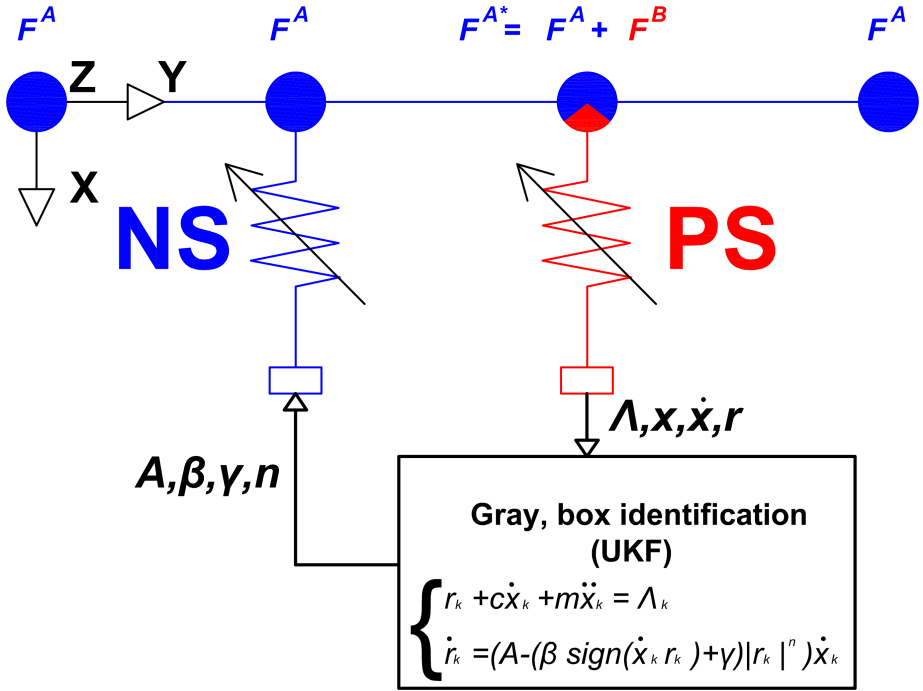 F^A F^A F^A* = F^A + F^B F^A
Z Y
X
NS PS
Λ,x,ẋ,r
A,β,γ,n
Gray, box identification
(UKF)
r_k +cẋ_k +mẍ_k = Λ_k
ṙ_k =(A-(β sign(ẋ_k r_k )+γ)|r_k |^n )ẋ_k